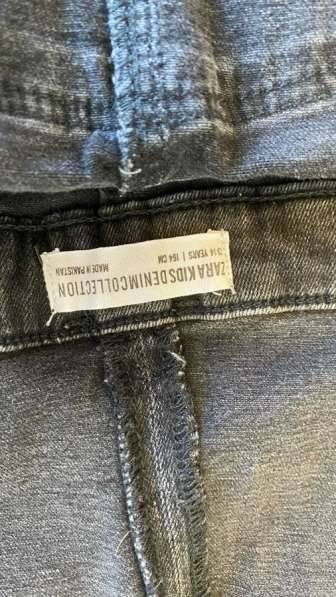 ZARA KIDS DENIM COLLECTION
13/14 YEARS | 164 CM
MADE IN PAKISTAN